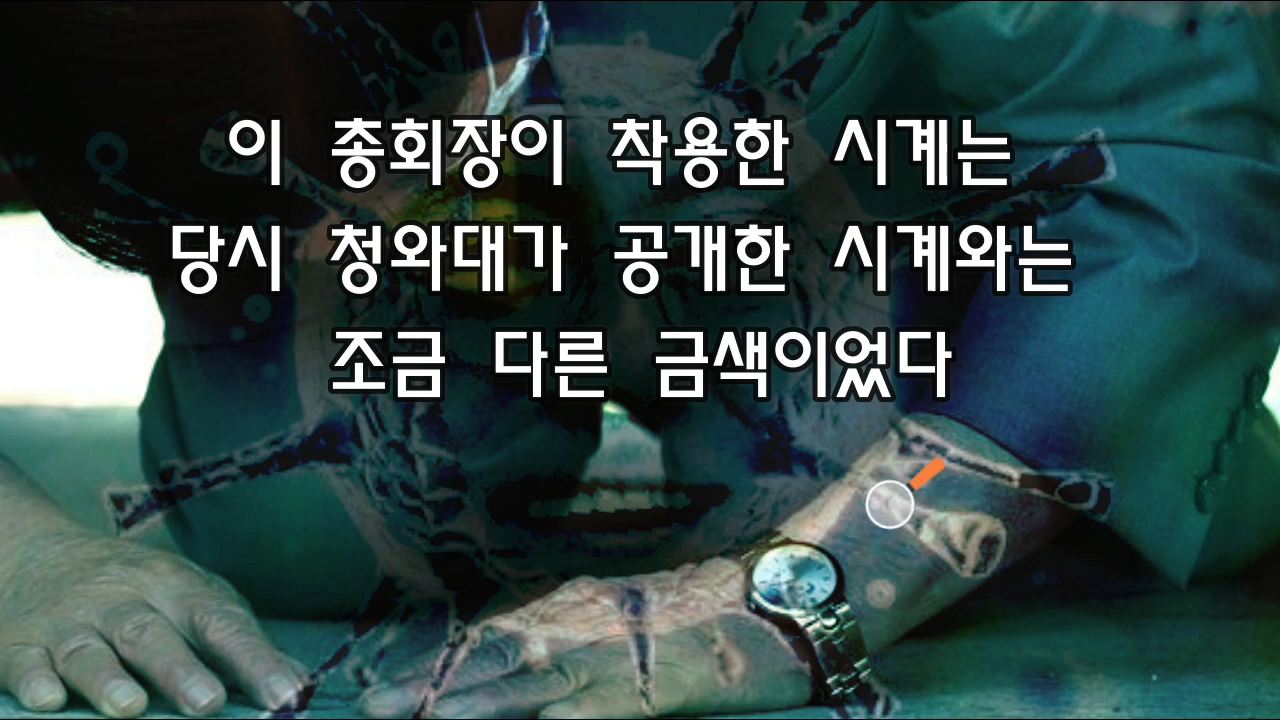 이 총회장이 착용한 시계는
당시 청와대가 공개한 시계와는
조금 다른 금색이었다